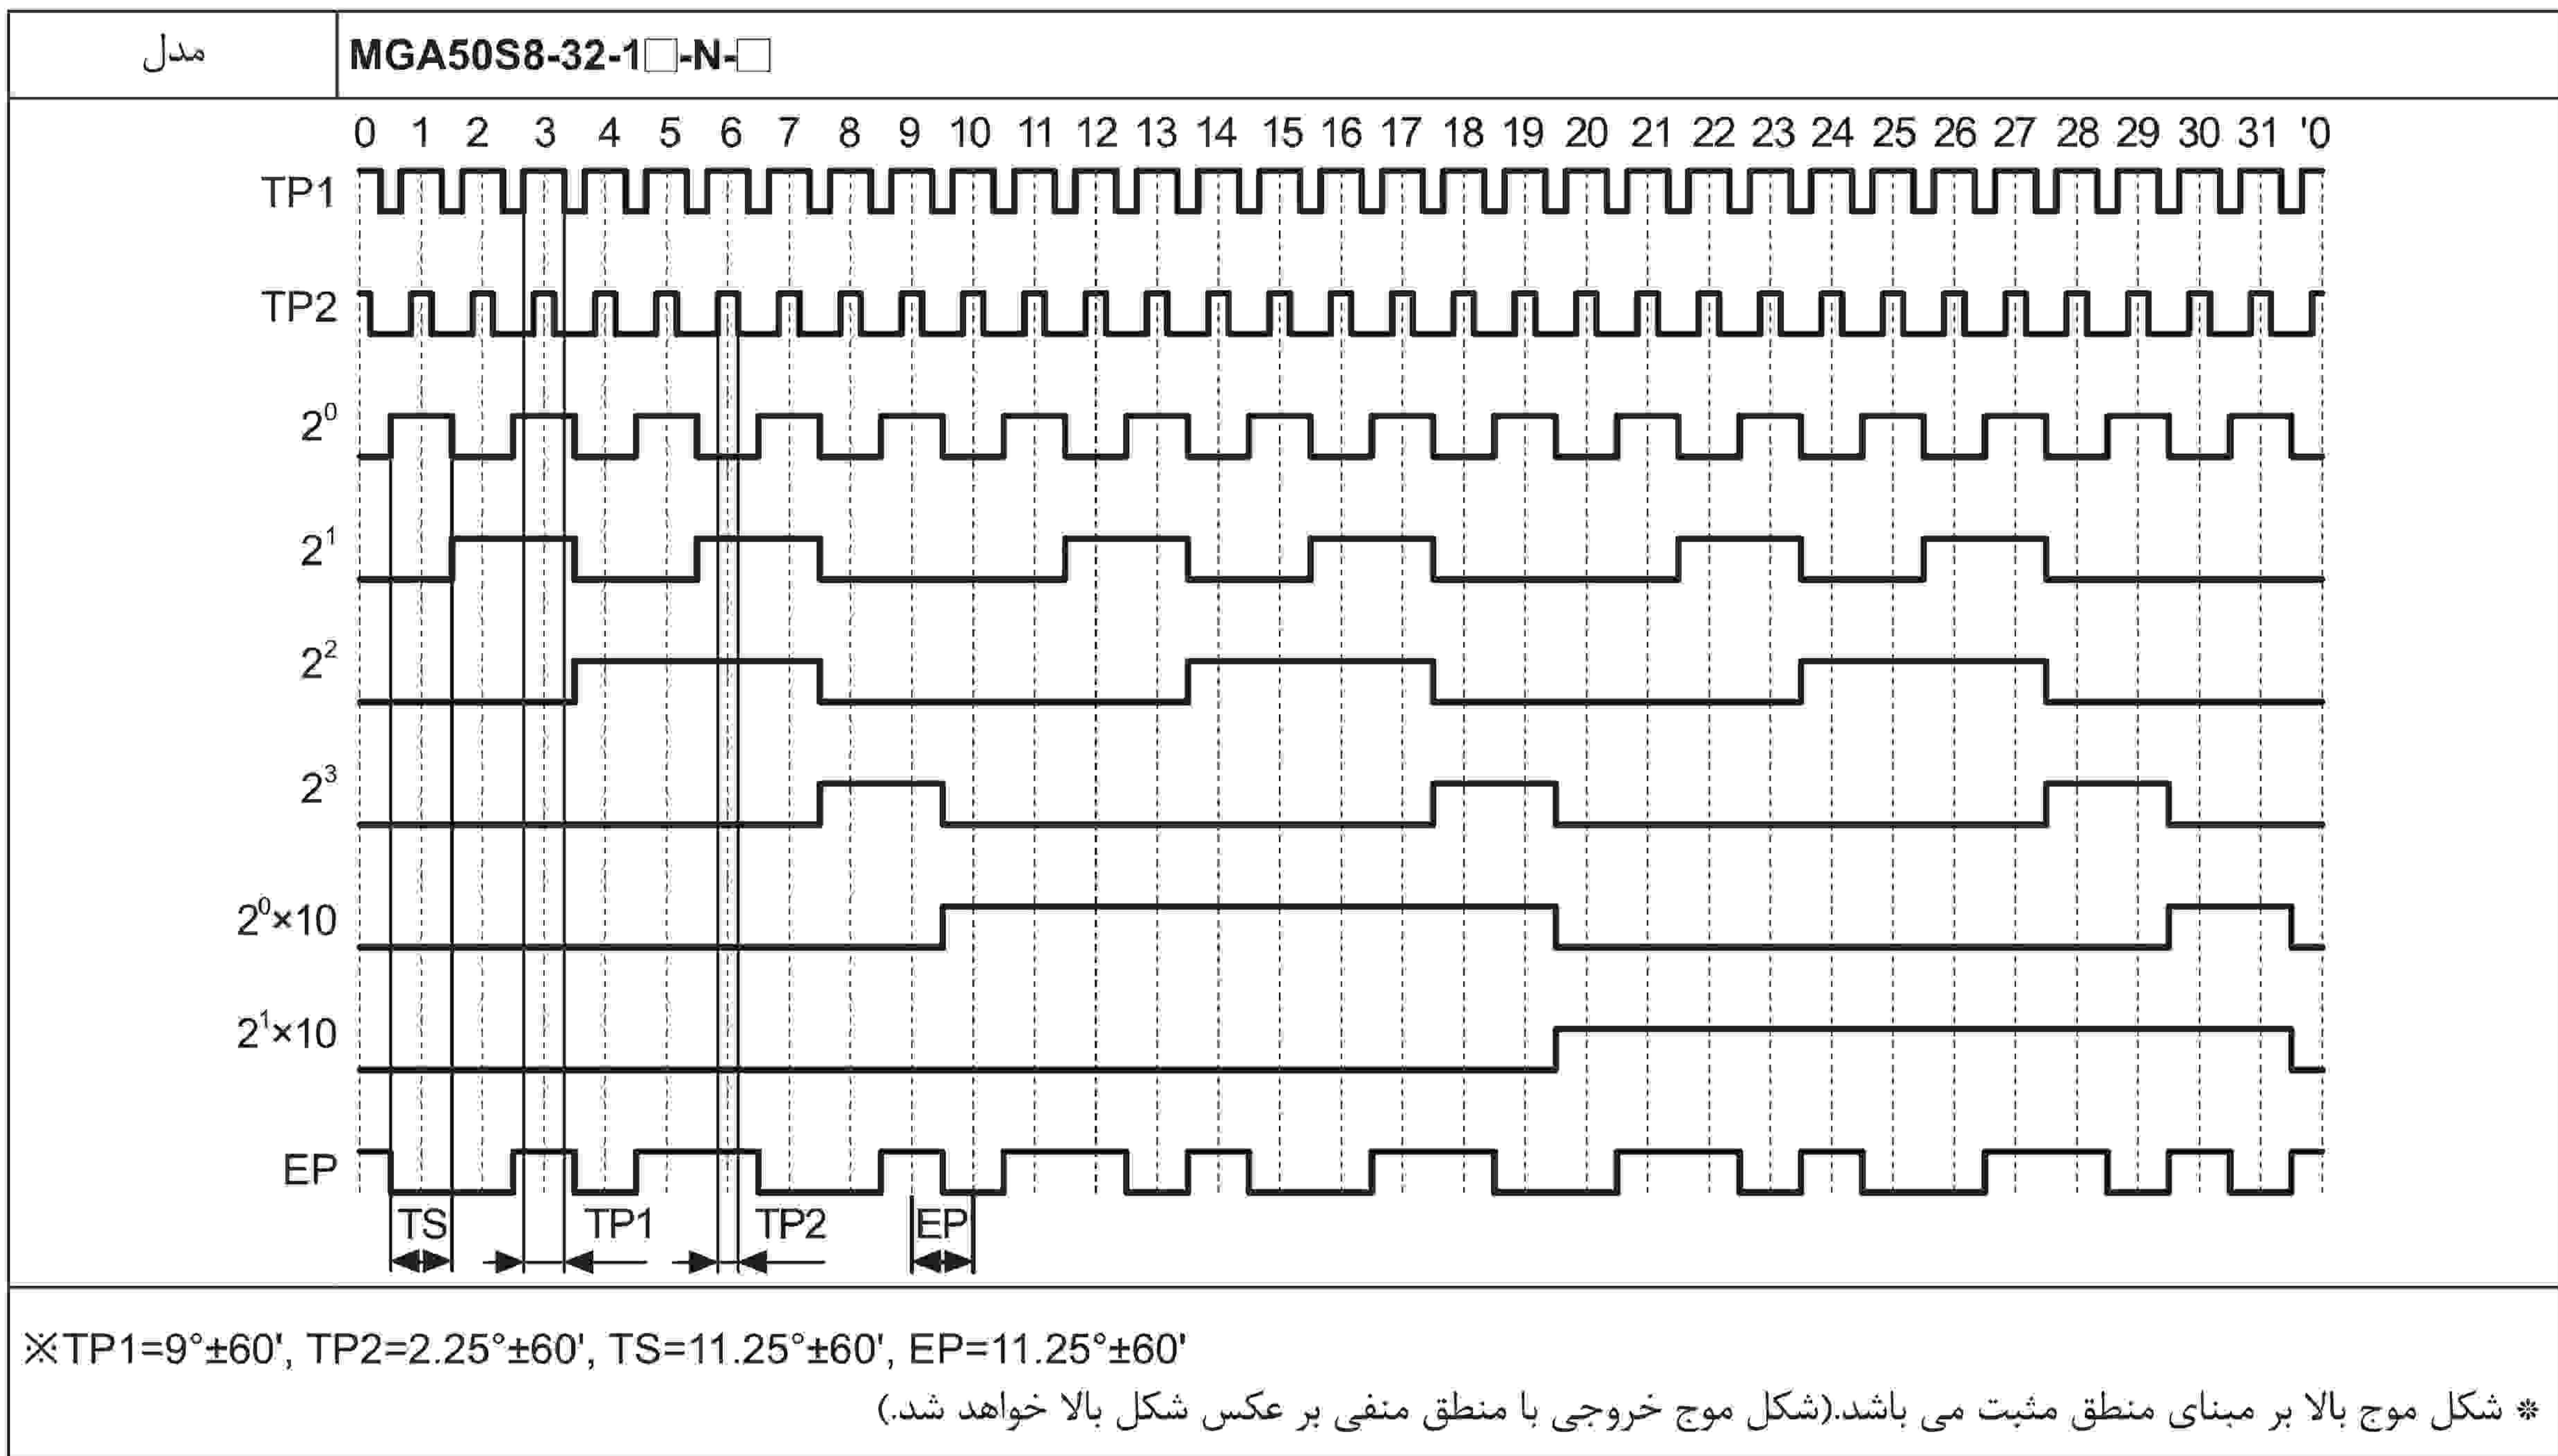 مدل
MGA50S8-32-1□-N-□
0 1 2 3 4 5 6 7 8 9 10 11 12 13 14 15 16 17 18 19 20 21 22 23 24 25 26 27 28 29 30 31 '0
TP1
TP2
2⁰
2¹
2²
2³
2⁰×10
2¹×10
EP
TS TP1 TP2 EP
※TP1=9°±60', TP2=2.25°±60', TS=11.25°±60', EP=11.25°±60'
* شکل موج بالا بر مبنای منطق مثبت می باشد.(شکل موج خروجی با منطق منفی بر عکس شکل بالا خواهد شد.)